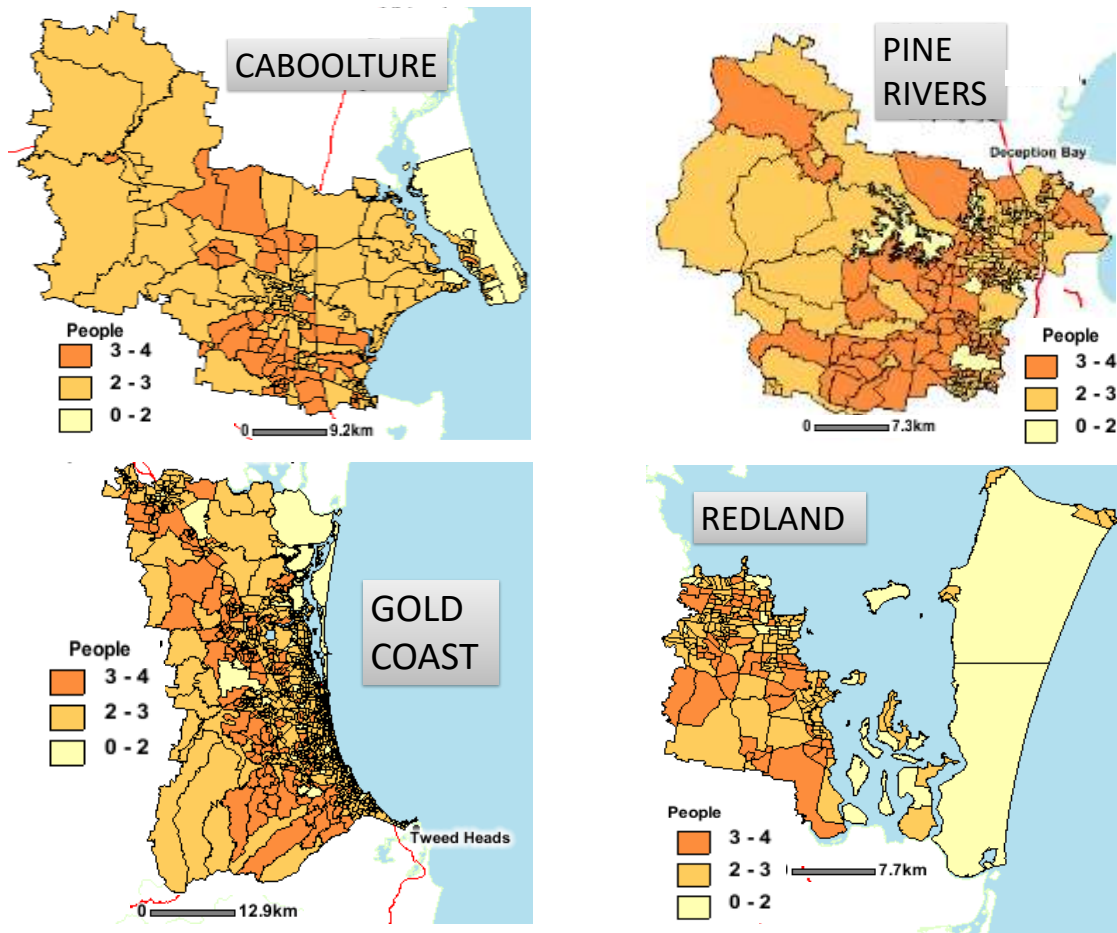 CABOOLTURE
People
3 - 4
2 - 3
0 - 2
0
9.2km
PINE
RIVERS
Deception Bay
People
3 - 4
2 - 3
0 - 2
0
7.3km
GOLD
COAST
People
3 - 4
2 - 3
0 - 2
Tweed Heads
0
12.9km
REDLAND
People
3 - 4
2 - 3
0 - 2
7.7km